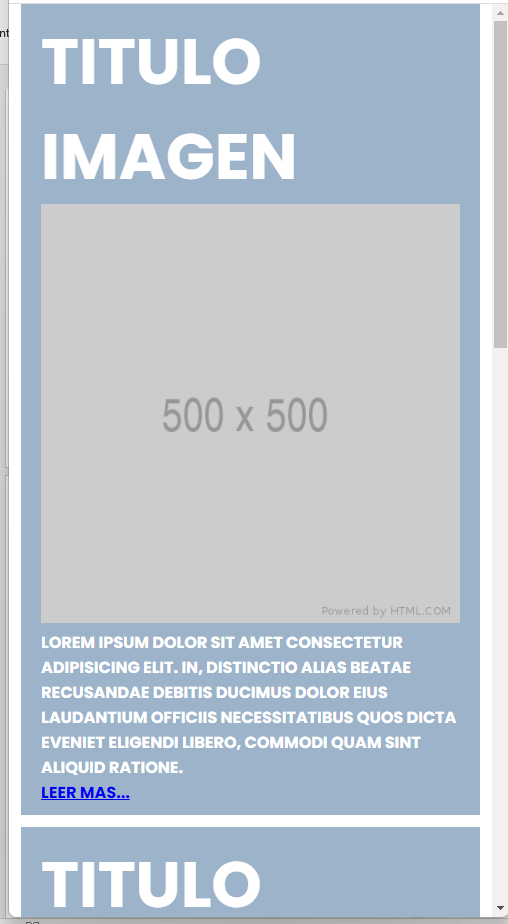 nt
TITULO
IMAGEN
500 x 500
Powered by HTML.COM
LOREM IPSUM DOLOR SIT AMET CONSECTETUR
ADIPISICING ELIT. IN, DISTINCTIO ALIAS BEATAE
RECUSANDAE DEBITIS DUCIMUS DOLOR EIUS
LAUDANTIUM OFFICIIS NECESSITATIBUS QUOS DICTA
EVENIET ELIGENDI LIBERO, COMMODI QUAM SINT
ALIQUID RATIONE.
LEER MAS...
TITULO